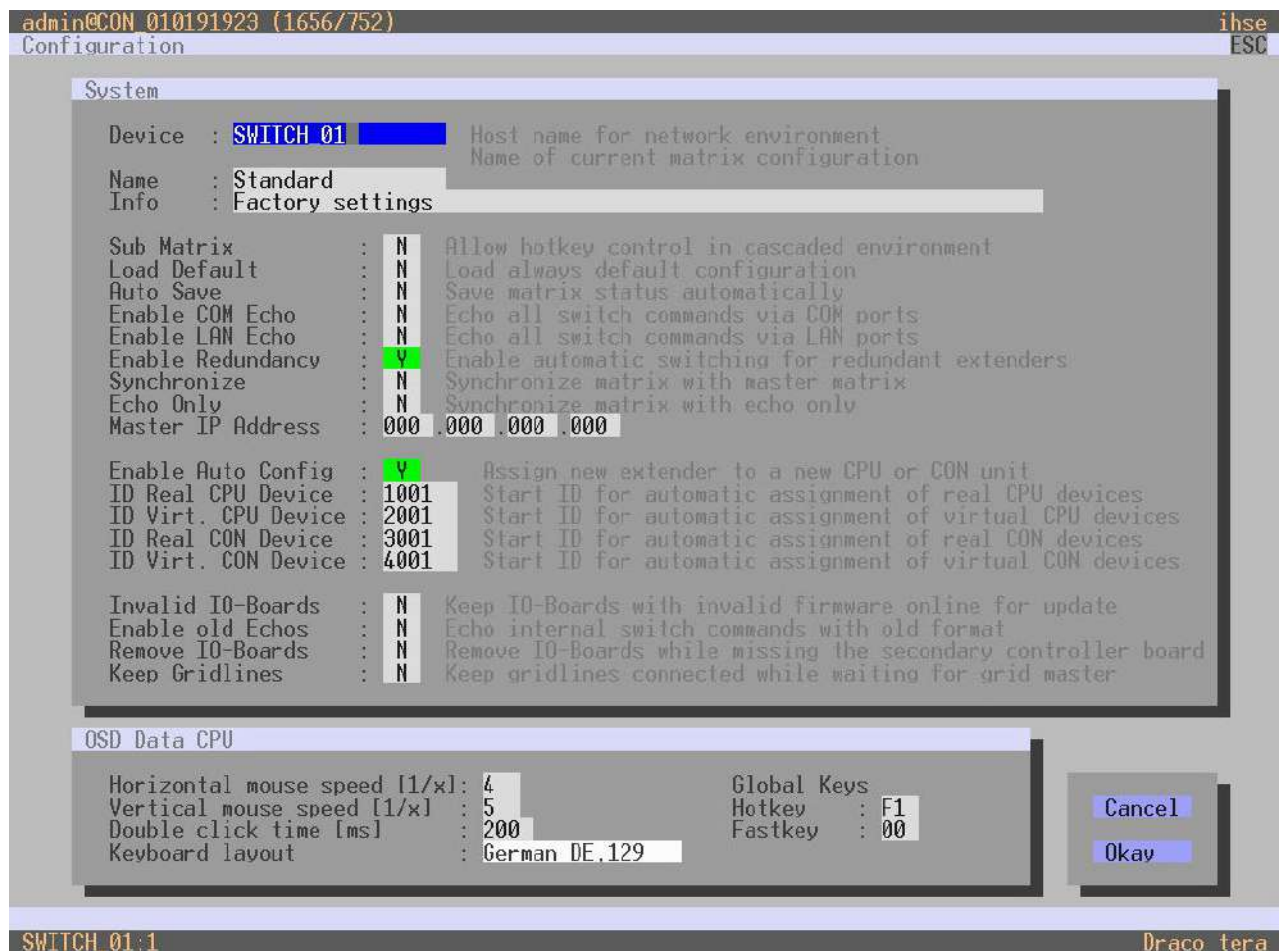 admin@CON_010191923 (1656/752) ihse
Configuration ESC
System
Device : SWITCH_01 Host name for network environment
Name of current matrix configuration
Name : Standard
Info : Factory settings
Sub Matrix : N Allow hotkey control in cascaded environment
Load Default : N Load always default configuration
Auto Save : N Save matrix status automatically
Enable COM Echo : N Echo all switch commands via COM ports
Enable LAN Echo : N Echo all switch commands via LAN ports
Enable Redundancy : Y Enable automatic switching for redundant extenders
Synchronize : N Synchronize matrix with master matrix
Echo Only : N Synchronize matrix with echo only
Master IP Address : 000 .000 .000 .000
Enable Auto Config : Y Assign new extender to a new CPU or CON unit
ID Real CPU Device : 1001 Start ID for automatic assignment of real CPU devices
ID Virt. CPU Device : 2001 Start ID for automatic assignment of virtual CPU devices
ID Real CON Device : 3001 Start ID for automatic assignment of real CON devices
ID Virt. CON Device : 4001 Start ID for automatic assignment of virtual CON devices
Invalid IO-Boards : N Keep IO-Boards with invalid firmware online for update
Enable old Echos : N Echo internal switch commands with old format
Remove IO-Boards : N Remove IO-Boards while missing the secondary controller board
Keep Gridlines : N Keep gridlines connected while waiting for grid master
OSD Data CPU
Horizontal mouse speed [1/x]: 4 Global Keys
Vertical mouse speed [1/x] : 5 Hotkey : F1 Cancel
Double click time [ms] : 200 Fastkey : 00
Keyboard layout : German DE,129 Okay
SWITCH_01:1 Draco tera